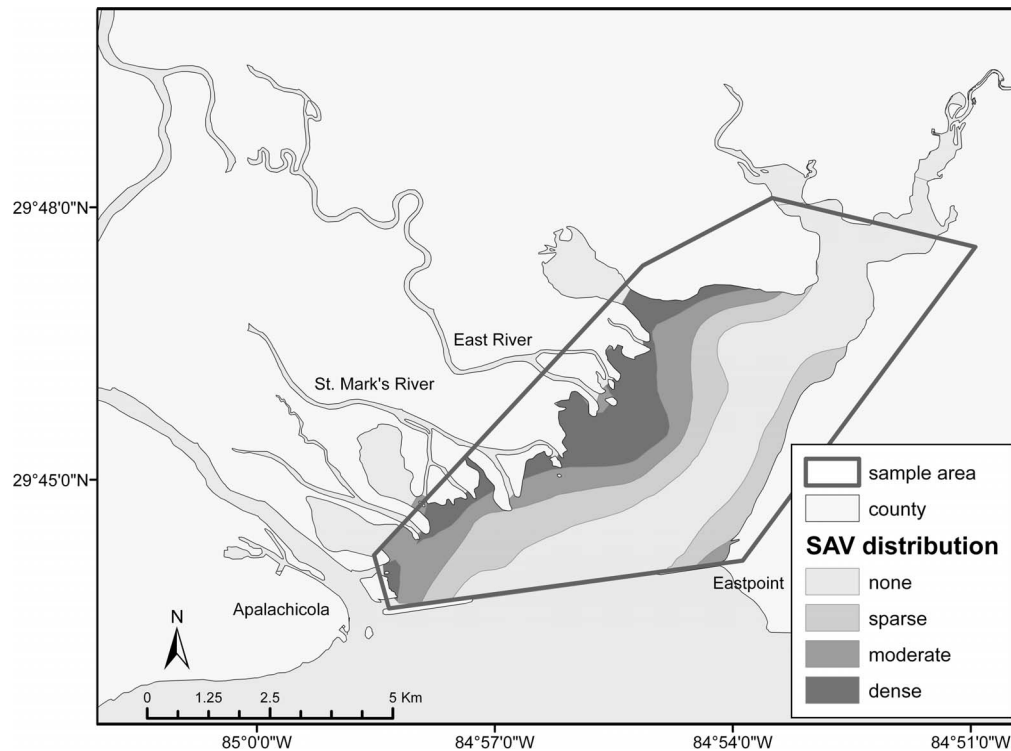 29°48'0"N
East River
St. Mark's River
29°45'0"N
Apalachicola
Eastpoint
N
0 1.25 2.5 5 Km
sample area
county
SAV distribution
none
sparse
moderate
dense
85°0'0"W 84°57'0"W 84°54'0"W 84°51'0"W